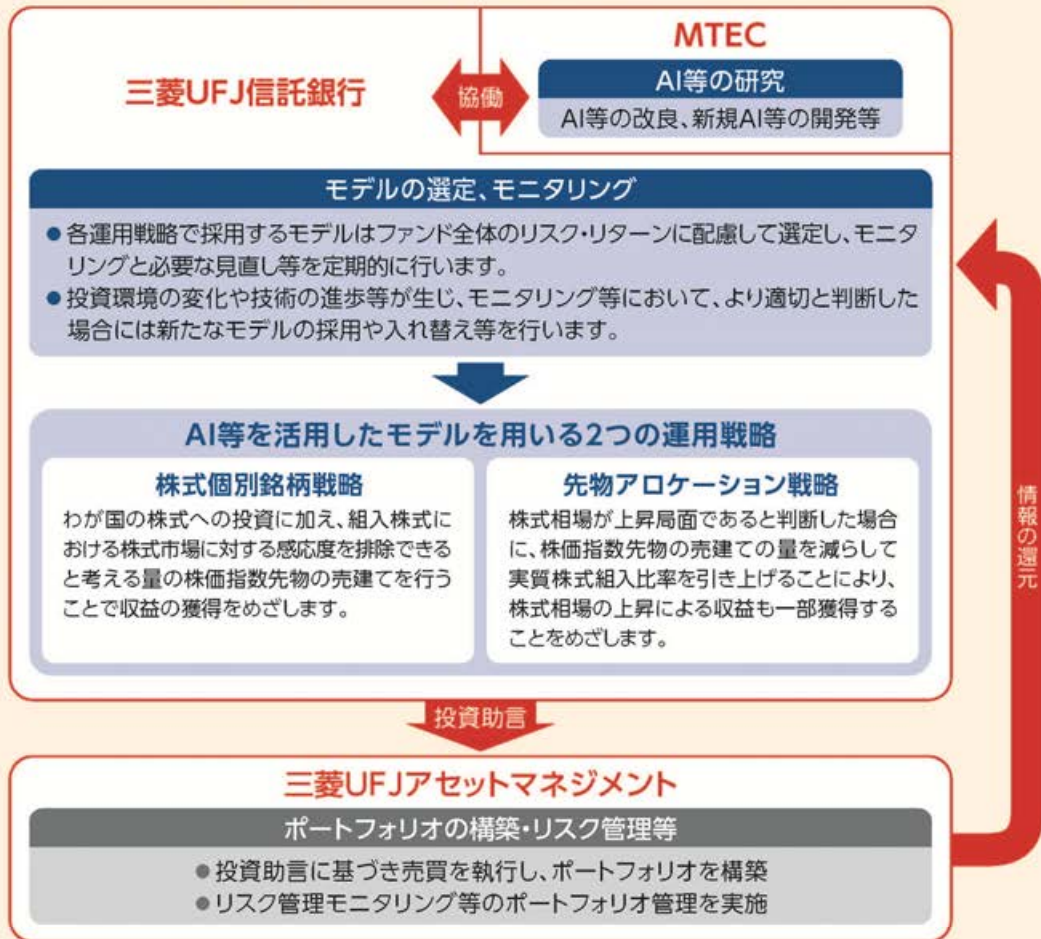 MTEC
三菱UFJ信託銀行
協働
AI等の研究
AI等の改良、新規AI等の開発等
モデルの選定、モニタリング
●各運用戦略で採用するモデルはファンド全体のリスク・リターンに配慮して選定し、モニタ
リングと必要な見直し等を定期的に行います。
●投資環境の変化や技術の進歩等が生じ、モニタリング等において、より適切と判断した
場合には新たなモデルの採用や入れ替え等を行います。
AI等を活用したモデルを用いる2つの運用戦略
株式個別銘柄戦略
わが国の株式への投資に加え、組入株式に
おける株式市場に対する感応度を排除できる
と考える量の株価指数先物の売建てを行う
ことで収益の獲得をめざします。
先物アロケーション戦略
株式相場が上昇局面であると判断した場合
に、株価指数先物の売建ての量を減らして
実質株式組入比率を引き上げることにより、
株式相場の上昇による収益も一部獲得する
ことをめざします。
情報の還元
投資助言
三菱UFJアセットマネジメント
ポートフォリオの構築・リスク管理等
●投資助言に基づき売買を執行し、ポートフォリオを構築
●リスク管理モニタリング等のポートフォリオ管理を実施